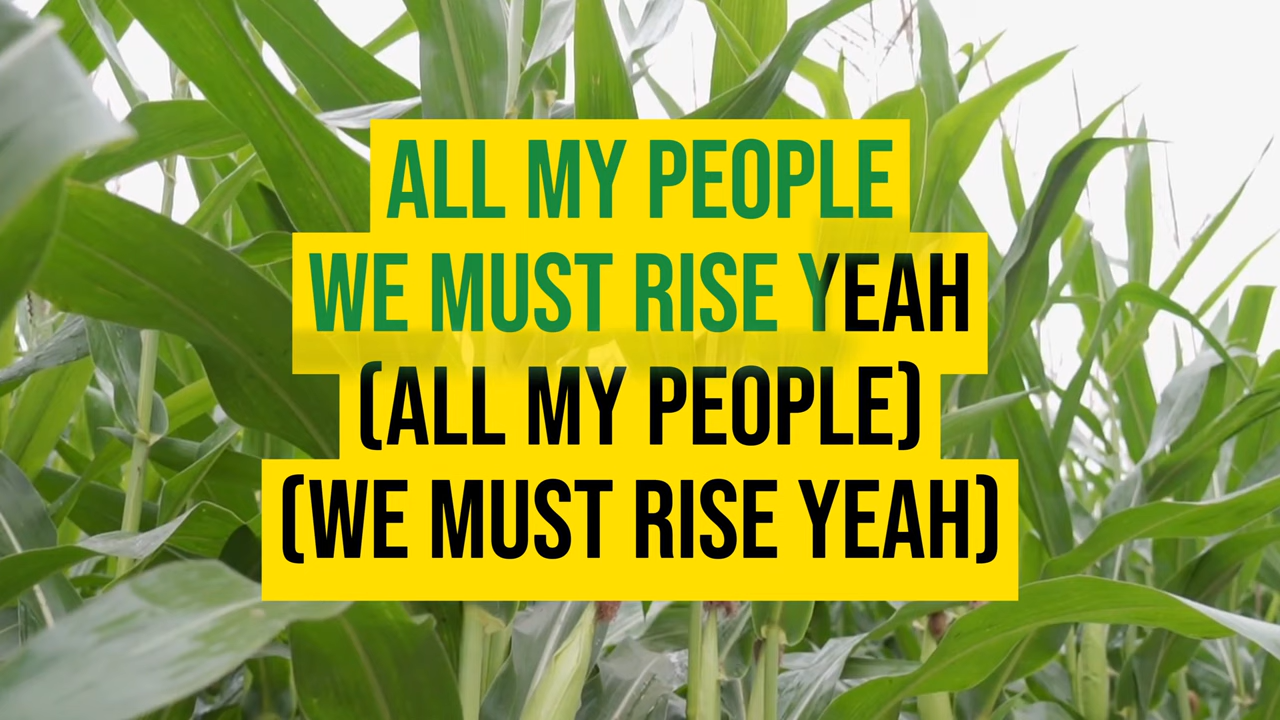 ALL MY PEOPLE
WE MUST RISE YEAH
(ALL MY PEOPLE)
(WE MUST RISE YEAH)